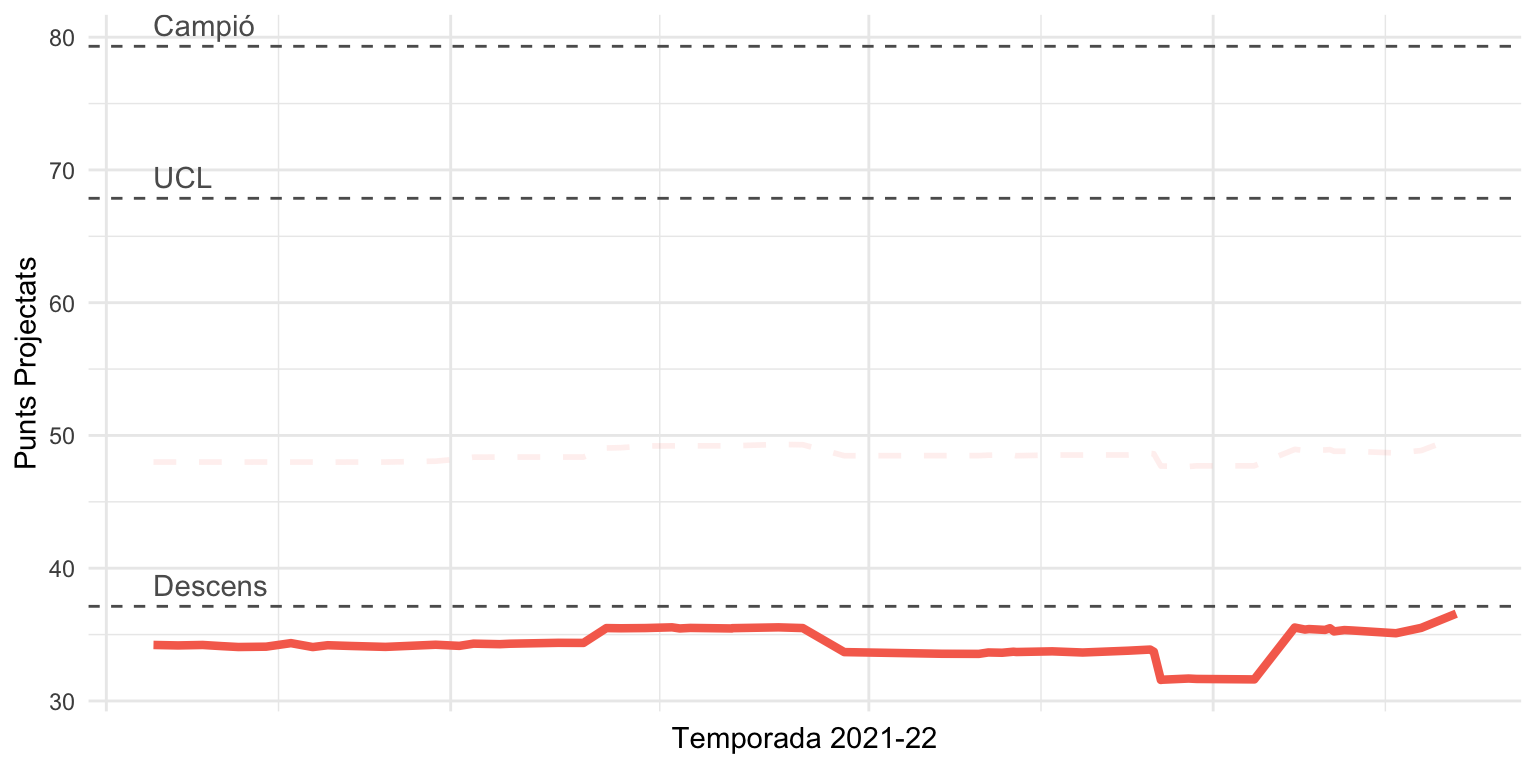 Campió
80
UCL
70
60
50
40
Descens
30
Punts Projectats
Temporada 2021-22